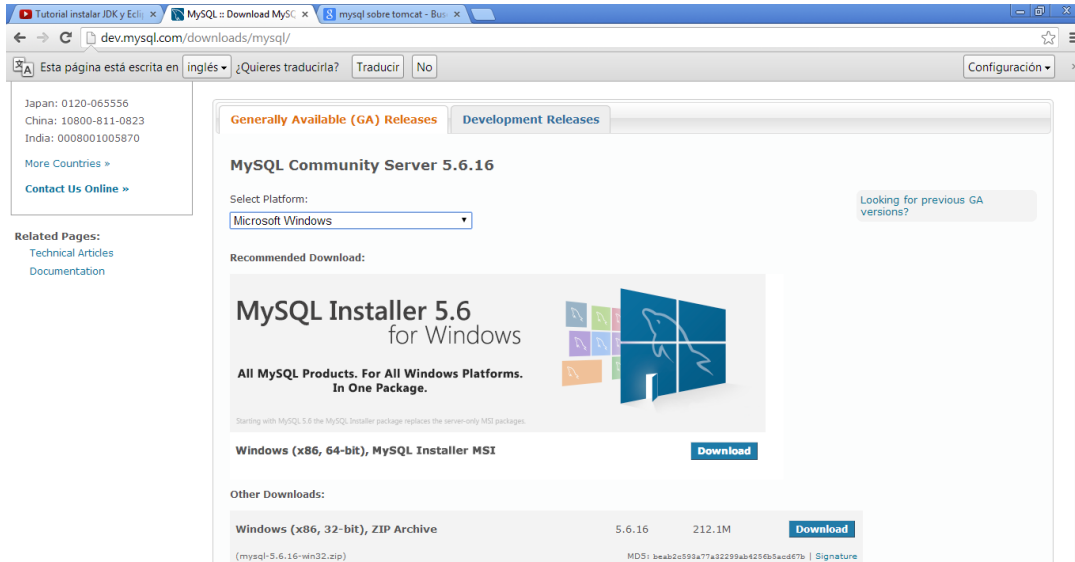 Tutorial instalar JDK y Ecli
MySQL :: Download MySQ
mysql sobre tomcat - Bus
dev.mysql.com/downloads/mysql/
Esta página está escrita en inglés ¿Quieres traducirla? Traducir No Configuración
Japan: 0120-065556
China: 10800-811-0823
India: 0008001005870
More Countries »
Contact Us Online »
Related Pages:
Technical Articles
Documentation
Generally Available (GA) Releases Development Releases
MySQL Community Server 5.6.16
Select Platform:
Microsoft Windows
Looking for previous GA
versions?
Recommended Download:
MySQL Installer 5.6
for Windows
All MySQL Products. For All Windows Platforms.
In One Package.
Starting with MySQL 5.6 the MySQL Installer package replaces the server-only MSI packages.
Windows (x86, 64-bit), MySQL Installer MSI Download
Other Downloads:
Windows (x86, 32-bit), ZIP Archive 5.6.16 212.1M Download
(mysql-5.6.16-win32.zip) MD5: beab2c593a77a32299ab4256b5acd67b | Signature